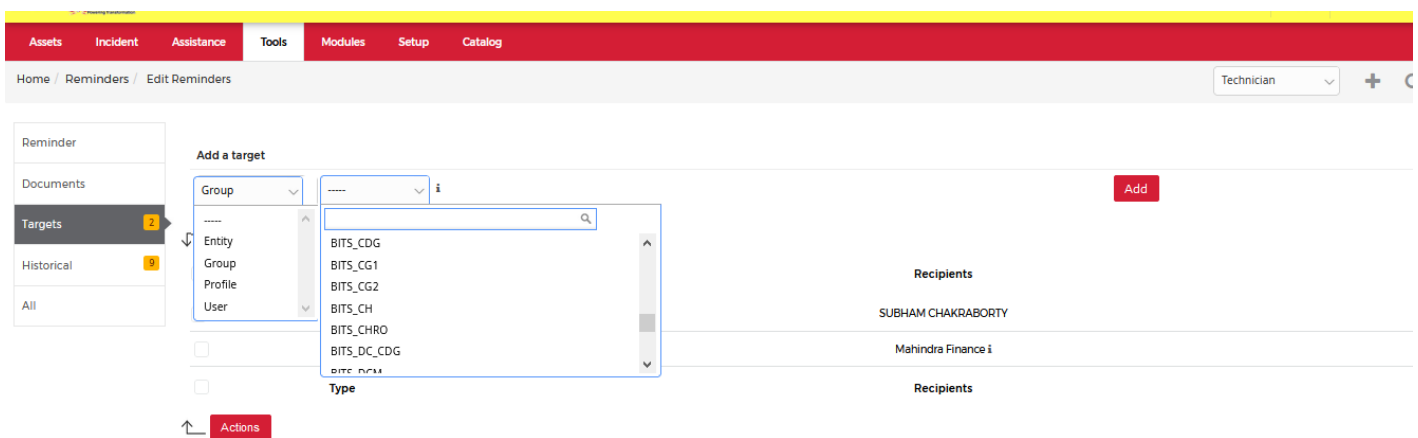 Assets Incident Assistance Tools Modules Setup Catalog
Home / Reminders / Edit Reminders Technician
Reminder
Add a target
Documents
Group ----- i Add
Targets 2
-----
Entity BITS_CDG
Historical 9
Group BITS_CG1 Recipients
Profile BITS_CG2
All
User BITS_CH SUBHAM CHAKRABORTY
BITS_CHRO
BITS_DC_CDG Mahindra Finance i
BITS_DCM
Type Recipients
Actions